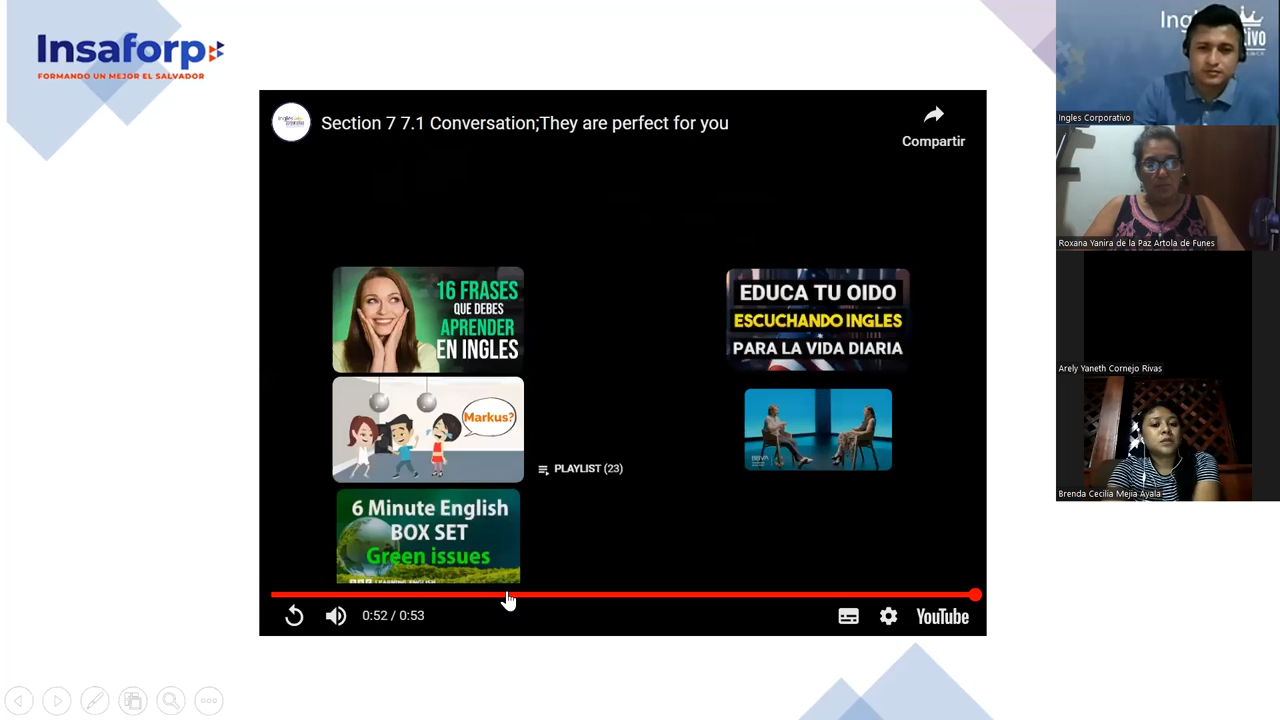 Insaforp
FORMANDO UN MEJOR EL SALVADOR
Section 7 7.1 Conversation;They are perfect for you
Compartir
16 FRASES
QUE DEBES
APRENDER
EN INGLES
Markus?
PLAYLIST (23)
6 Minute English
BOX SET
Green issues
EDUCA TU OIDO
ESCUCHANDO INGLES
PARA LA VIDA DIARIA
BBVA
0:52 / 0:53
YouTube
Ingles Corporativo
Roxana Yanira de la Paz Artola de Funes
Arely Yaneth Cornejo Rivas
Brenda Cecilia Mejia Ayala